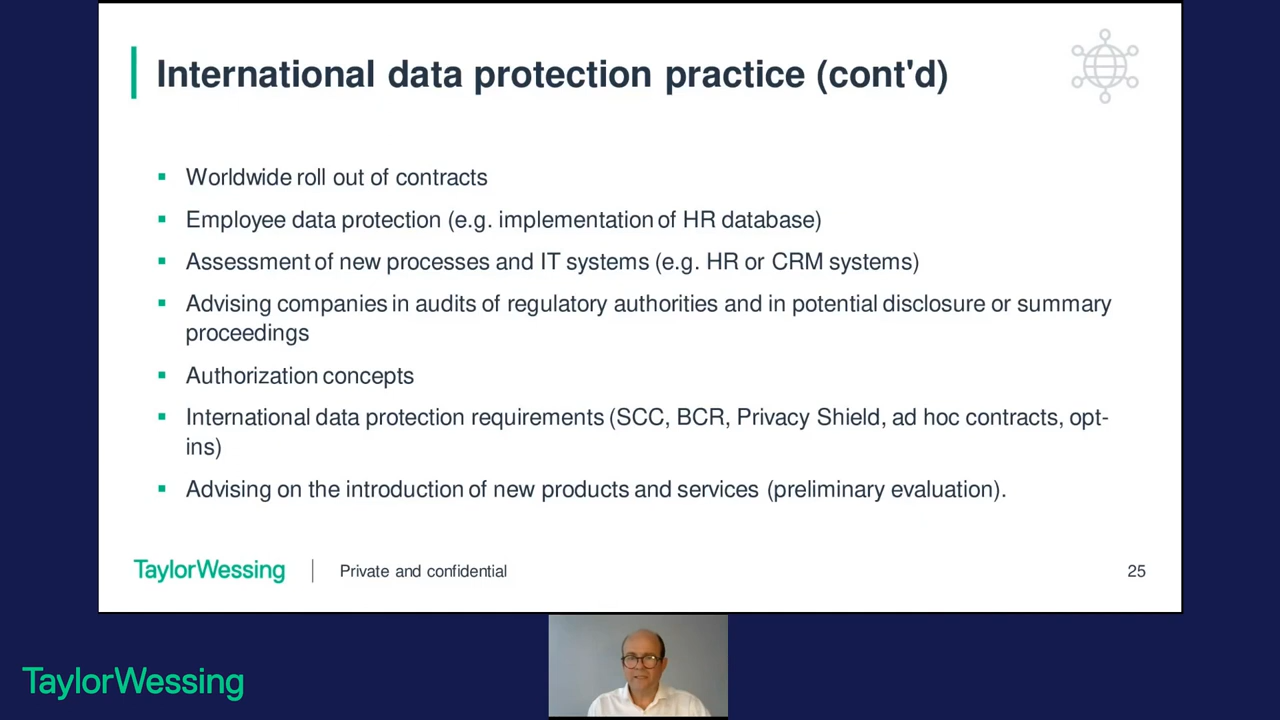 International data protection practice (cont'd)
Worldwide roll out of contracts
Employee data protection (e.g. implementation of HR database)
Assessment of new processes and IT systems (e.g. HR or CRM systems)
Advising companies in audits of regulatory authorities and in potential disclosure or summary
proceedings
Authorization concepts
International data protection requirements (SCC, BCR, Privacy Shield, ad hoc contracts, opt-
ins)
Advising on the introduction of new products and services (preliminary evaluation).
TaylorWessing
Private and confidential
25
TaylorWessing